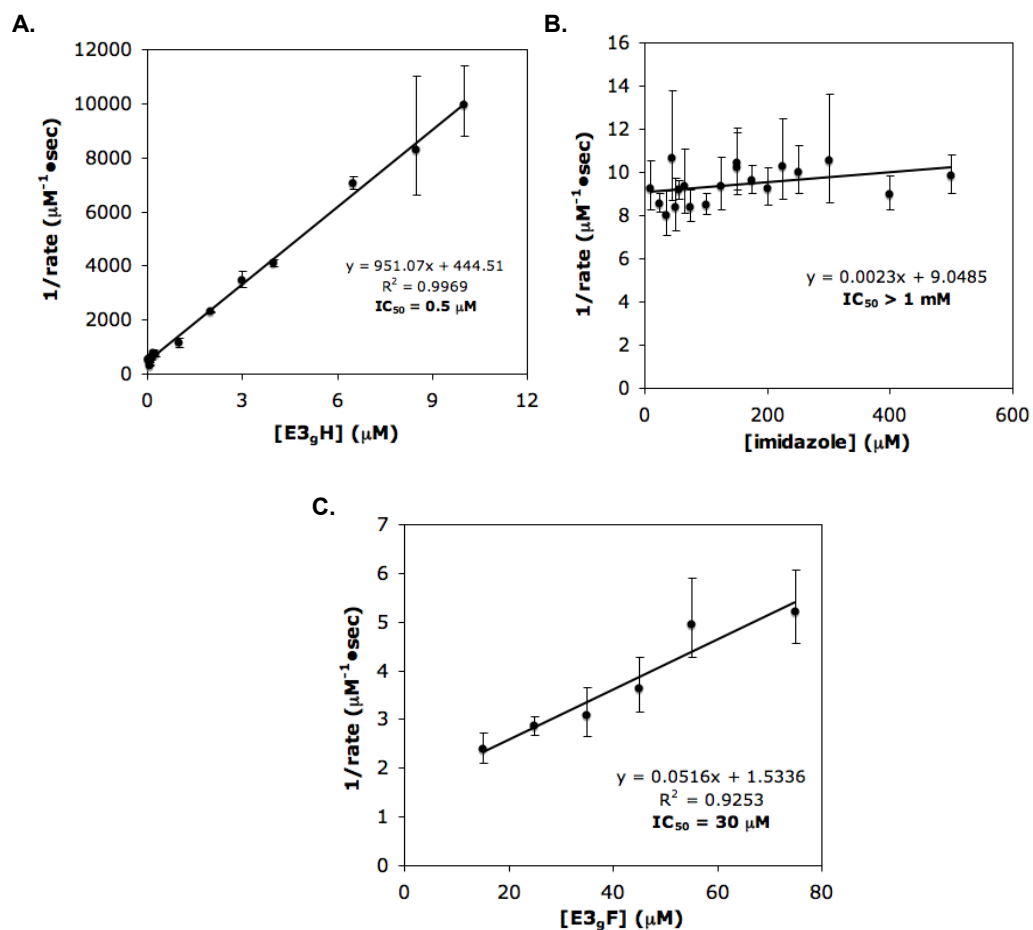 A.
12000
10000
8000
6000
4000
2000
0
1/rate (μM⁻¹●sec)
y = 951.07x + 444.51
R² = 0.9969
IC₅₀ = 0.5 μM
0 3 6 9 12
[E3gH] (μM)
B.
16
14
12
10
8
6
4
2
0
1/rate (μM⁻¹●sec)
y = 0.0023x + 9.0485
IC₅₀ > 1 mM
0 200 400 600
[imidazole] (μM)
C.
7
6
5
4
3
2
1
0
1/rate (μM⁻¹●sec)
y = 0.0516x + 1.5336
R² = 0.9253
IC₅₀ = 30 μM
0 20 40 60 80
[E3gF] (μM)